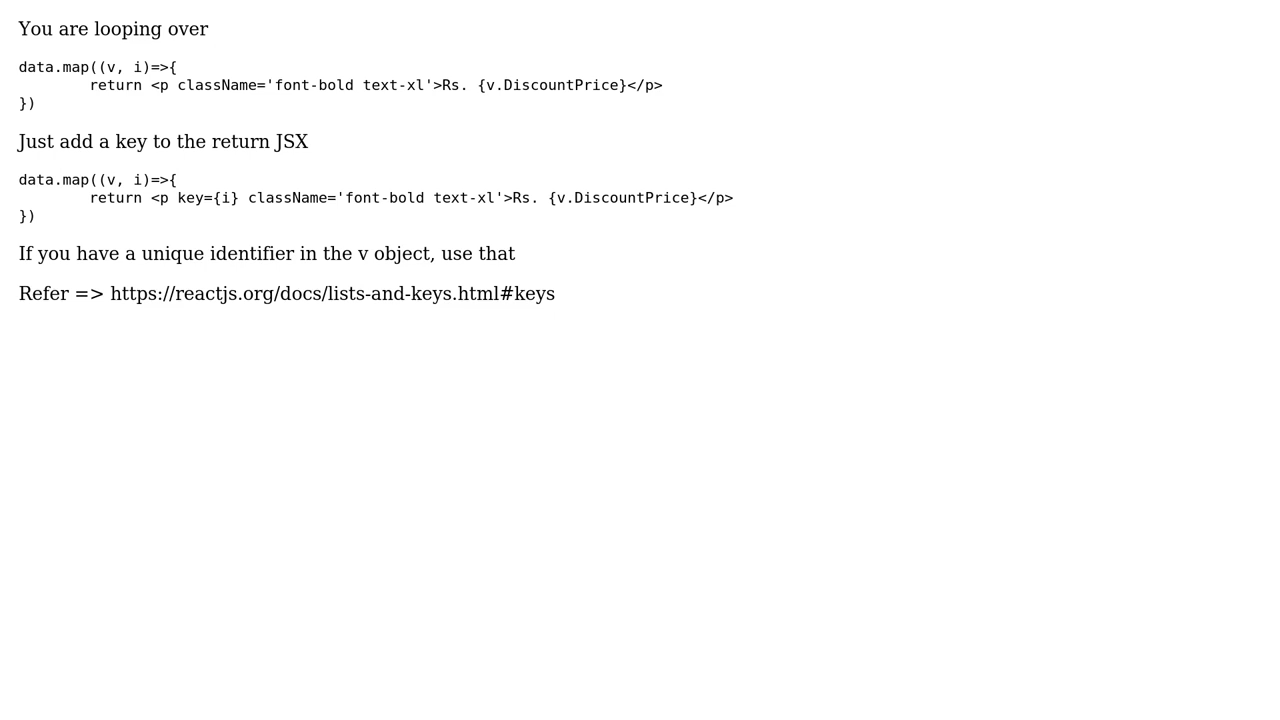 You are looping over
data.map((v, i)=>{
        return <p className='font-bold text-xl'>Rs. {v.DiscountPrice}</p>
})
Just add a key to the return JSX
data.map((v, i)=>{
        return <p key={i} className='font-bold text-xl'>Rs. {v.DiscountPrice}</p>
})
If you have a unique identifier in the v object, use that
Refer => https://reactjs.org/docs/lists-and-keys.html#keys